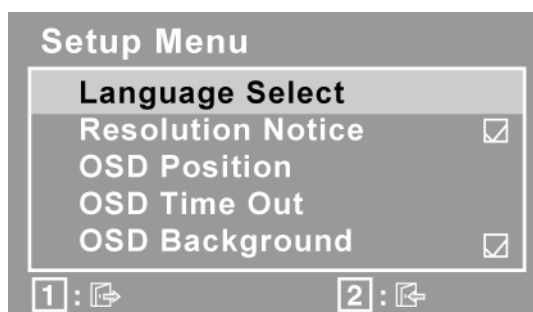 Setup Menu
Language Select
Resolution Notice
OSD Position
OSD Time Out
OSD Background
1: 2: